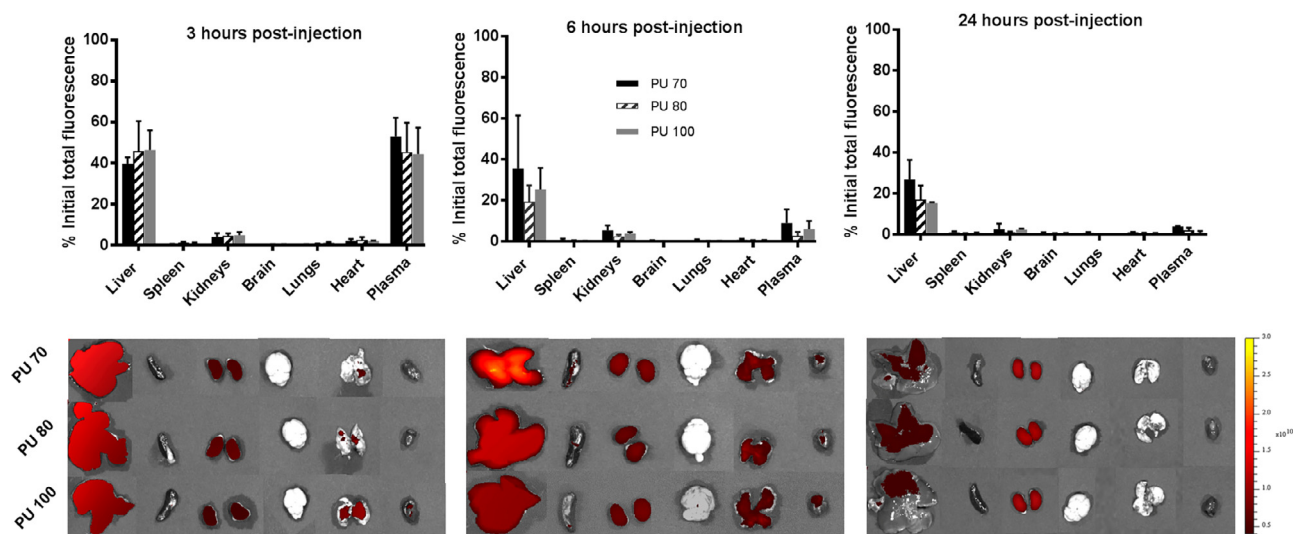 3 hours post-injection
100
80
60
40
20
0
% Initial total fluorescence
Liver
Spleen
Kidneys
Brain
Lungs
Heart
Plasma
6 hours post-injection
100
80
60
40
20
0
% Initial total fluorescence
PU 70
PU 80
PU 100
Liver
Spleen
Kidneys
Brain
Lungs
Heart
Plasma
24 hours post-injection
100
80
60
40
20
0
% Initial total fluorescence
Liver
Spleen
Kidneys
Brain
Lungs
Heart
Plasma
PU 70
PU 80
PU 100
3.0
2.5
2.0
1.5
x10¹⁰
1.0
0.5